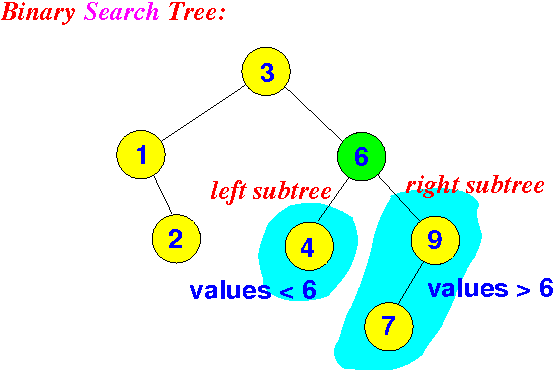 Binary Search Tree:
3
1
6
left subtree
right subtree
2
4
9
values < 6
values > 6
7